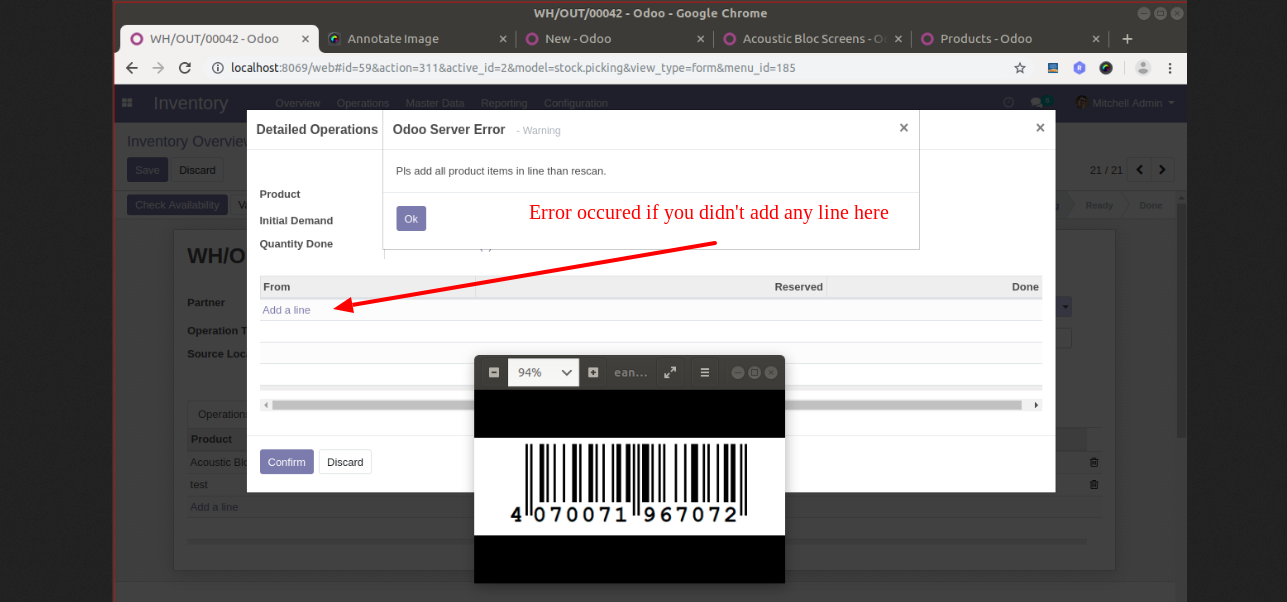 WH/OUT/00042 - Odoo - Google Chrome
WH/OUT/00042 - Odoo
Annotate Image
New - Odoo
Acoustic Bloc Screens - O
Products - Odoo
localhost:8069/web#id=59&action=311&active_id=2&model=stock.picking&view_type=form&menu_id=185
Inventory Overview Operations Master Data Reporting Configuration
Mitchell Admin
Inventory Overview
Save Discard
21 / 21
Check Availability
Ready Done
WH/O
Partner
Operation T
Source Loc
Operations
Product
Acoustic Blo
test
Add a line
Detailed Operations
Product
Initial Demand
Quantity Done
From Reserved Done
Add a line
Confirm Discard
Odoo Server Error - Warning
Pls add all product items in line than rescan.
Ok
Error occured if you didn't add any line here
94%
ean...
4 070071 967072